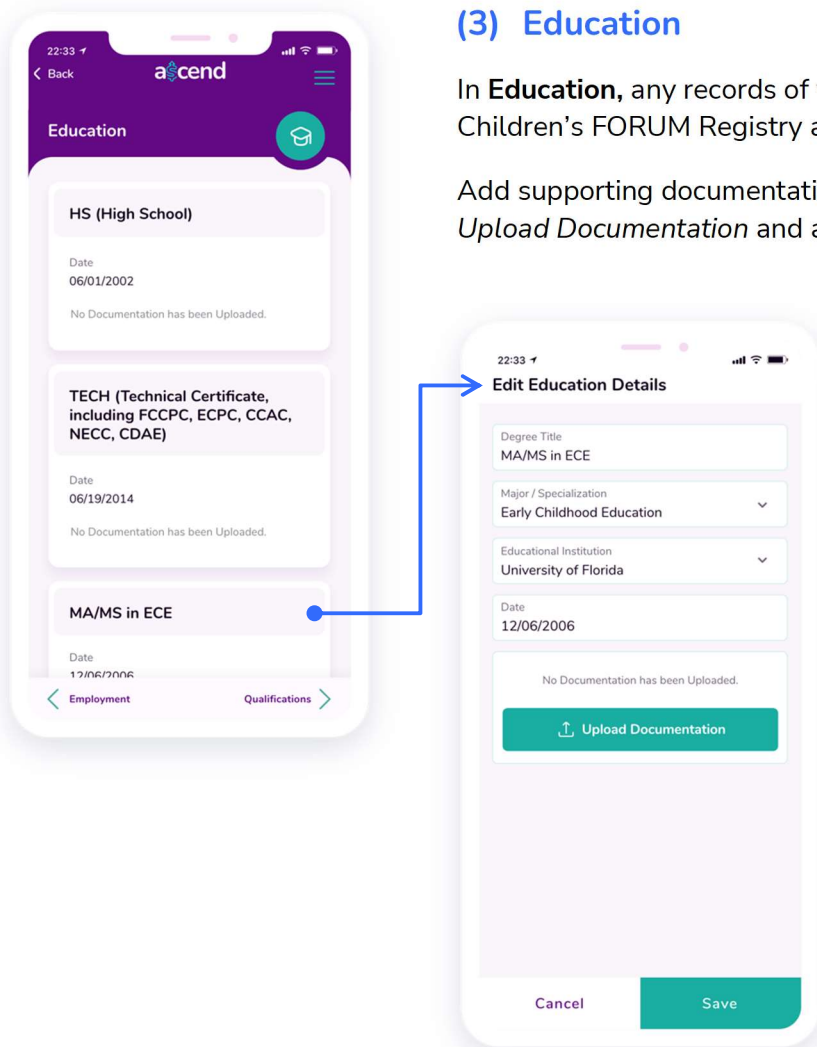 (3) Education
In Education, any records of
Children's FORUM Registry
Add supporting
Upload Documentation and
22:33
Back
ascend
Education
HS (High School)
Date
06/01/2002
No Documentation has been Uploaded.
TECH (Technical Certificate,
including FCCPC, ECPC, CCAC,
NECC, CDAE)
Date
06/19/2014
No Documentation has been Uploaded.
MA/MS in ECE
Date
12/06/2006
Employment
Qualifications
22:33
Edit Education Details
Degree Title
MA/MS in ECE
Major / Specialization
Early Childhood Education
Educational Institution
University of Florida
Date
12/06/2006
No Documentation has been Uploaded.
Upload Documentation
Cancel
Save